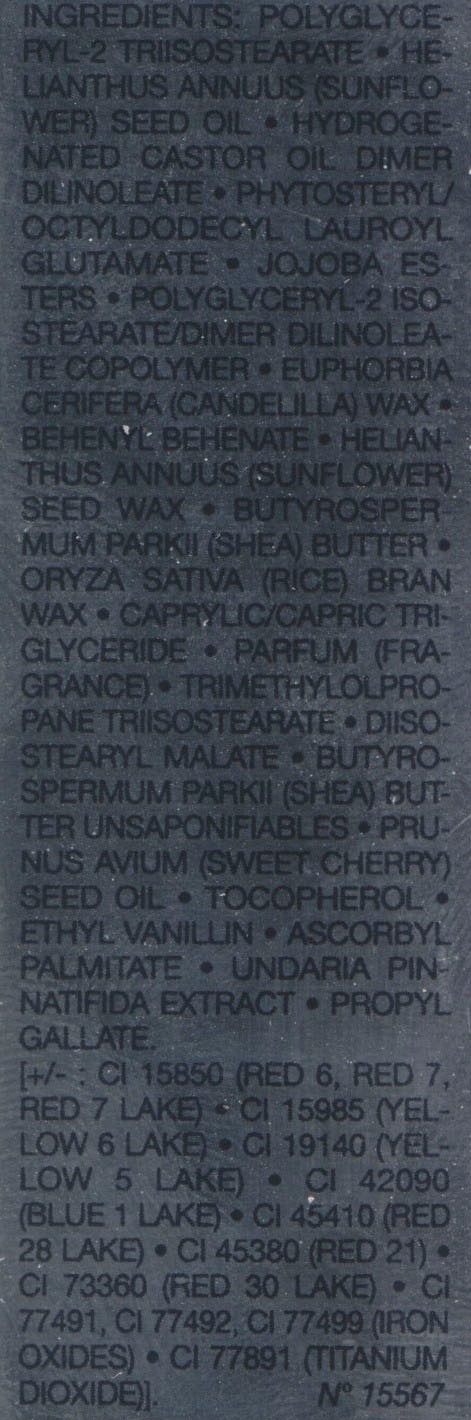 INGREDIENTS: POLYGLYCE-
RYL-2 TRIISOSTEARATE • HE-
LIANTHUS ANNUUS (SUNFLO-
WER) SEED OIL • HYDROGE-
NATED CASTOR OIL DIMER
DILINOLEATE • PHYTOSTERYL/
OCTYLDODECYL LAUROYL
GLUTAMATE • JOJOBA ES-
TERS • POLYGLYCERYL-2 ISO-
STEARATE/DIMER DILINOLEA-
TE COPOLYMER • EUPHORBIA
CERIFERA (CANDELILLA) WAX •
BEHENYL BEHENATE • HELIAN-
THUS ANNUUS (SUNFLOWER)
SEED WAX • BUTYROSPER
MUM PARKII (SHEA) BUTTER •
ORYZA SATIVA (RICE) BRAN
WAX • CAPRYLIC/CAPRIC TRI-
GLYCERIDE • PARFUM (FRA-
GRANCE) • TRIMETHYLOLPRO-
PANE TRIISOSTEARATE • DIISO-
STEARYL MALATE • BUTYRO-
SPERMUM PARKII (SHEA) BUT-
TER UNSAPONIFIABLES • PRU-
NUS AVIUM (SWEET CHERRY)
SEED OIL • TOCOPHEROL •
ETHYL VANILLIN • ASCORBYL
PALMITATE • UNDARIA PIN-
NATIFIDA EXTRACT • PROPYL
GALLATE.
[+/- : CI 15850 (RED 6, RED 7,
RED 7 LAKE) • CI 15985 (YEL-
LOW 6 LAKE) • CI 19140 (YEL-
LOW 5 LAKE) • CI 42090
(BLUE 1 LAKE) • CI 45410 (RED
28 LAKE) • CI 45380 (RED 21) •
CI 73360 (RED 30 LAKE) • CI
77491, CI 77492, CI 77499 (IRON
OXIDES) • CI 77891 (TITANIUM
DIOXIDE)]. N° 15567